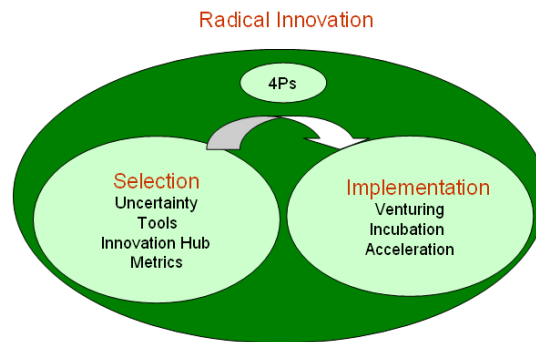 Radical Innovation
4Ps
Selection
Uncertainty
Tools
Innovation Hub
Metrics
Implementation
Venturing
Incubation
Acceleration